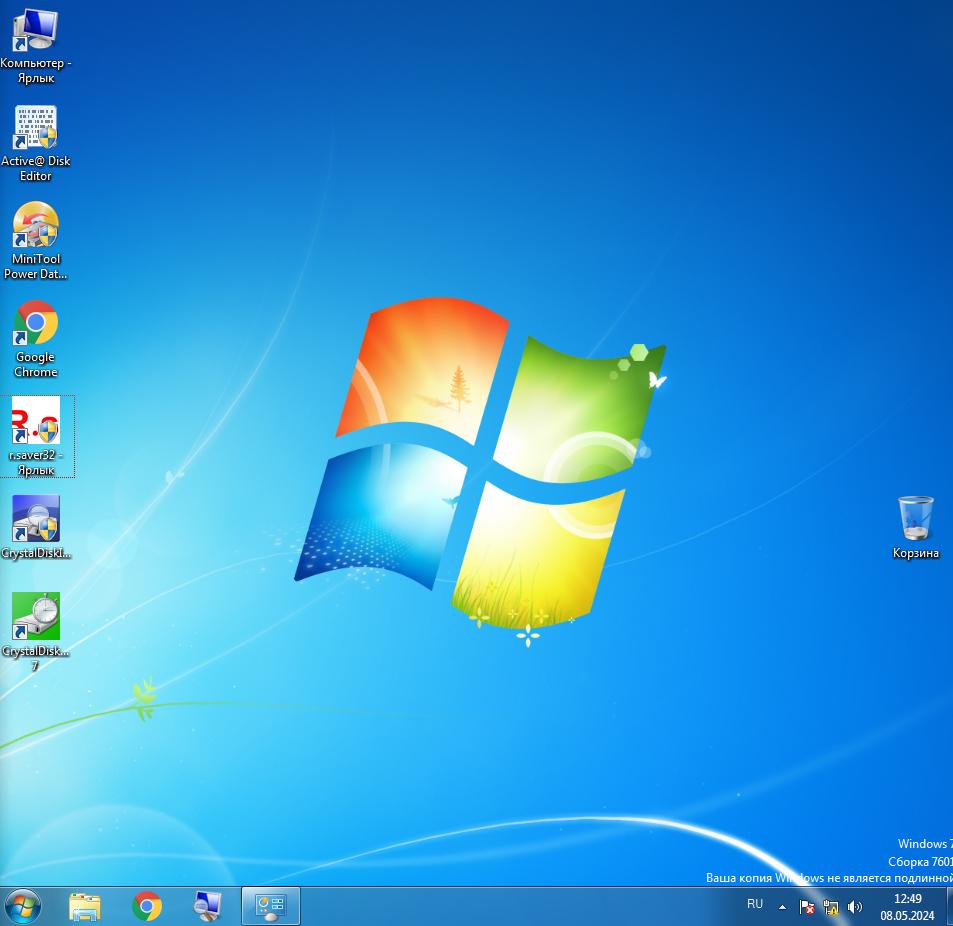 Компьютер -
Ярлык
Active@ Disk
Editor
MiniTool
Power Dat...
Google
Chrome
R.s
r.saver32 -
Ярлык
CrystalDiskI...
CrystalDisk...
7
Корзина
Windows 7
Сборка 7601
Ваша копия Windows не является подлинной
RU
12:49
08.05.2024